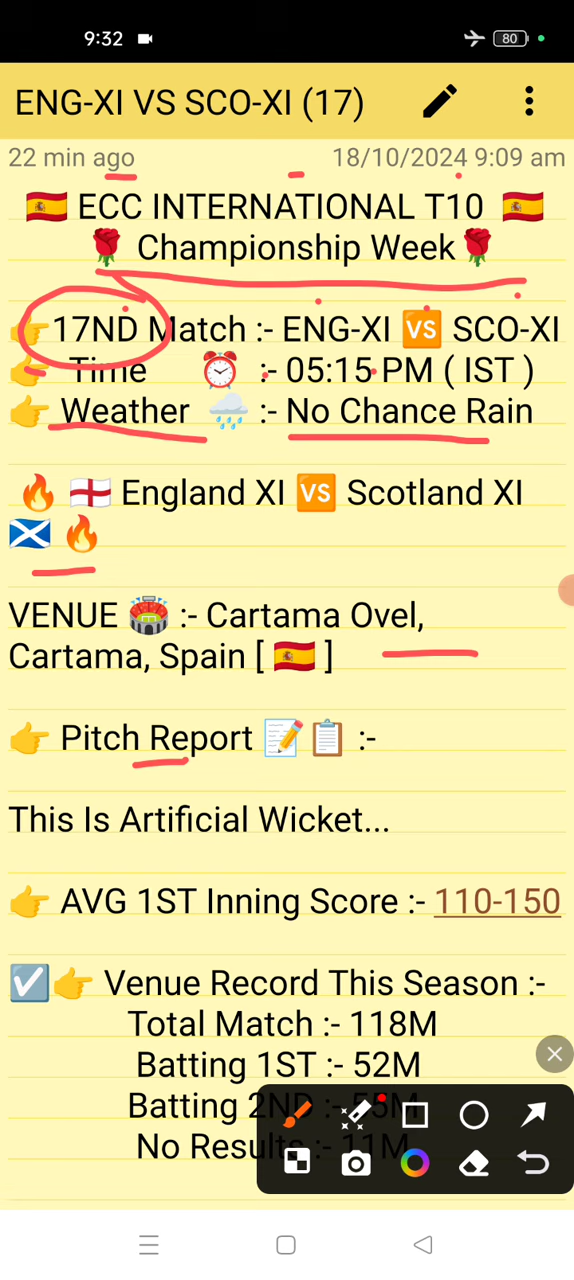 9:32
80
ENG-XI VS SCO-XI (17)
22 min ago 18/10/2024 9:09 am
🇪🇸 ECC INTERNATIONAL T10 🇪🇸
🌹 Championship Week🌹
👉17ND Match :- ENG-XI 🆚 SCO-XI
👉 Time ⏰ :- 05:15 PM ( IST )
👉 Weather 🌧️ :- No Chance Rain
🔥 🏴󠁧󠁢󠁥󠁮󠁧󠁿 England XI 🆚 Scotland XI
🏴󠁧󠁢󠁳󠁣󠁴󠁿 🔥
VENUE 🏟️ :- Cartama Ovel,
Cartama, Spain [ 🇪🇸 ]
👉 Pitch Report 📝📋 :-
This Is Artificial Wicket...
👉 AVG 1ST Inning Score :- 110-150
☑️👉 Venue Record This Season :-
Total Match :- 118M
Batting 1ST :- 52M
Batting 2ND :- 55M
No Results :- 11M